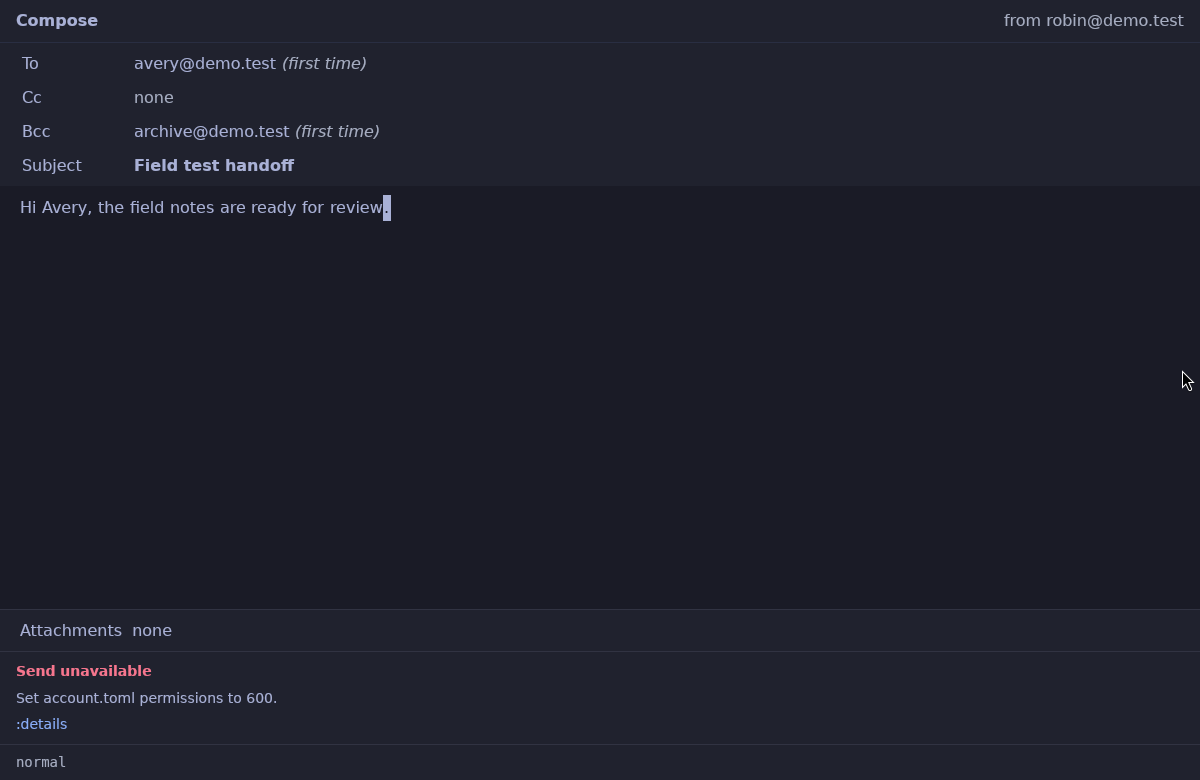 Compose from robin@demo.test
To avery@demo.test (first time)
Cc none
Bcc archive@demo.test (first time)
Subject Field test handoff
Hi Avery, the field notes are ready for review.
Attachments none
Send unavailable
Set account.toml permissions to 600.
:details
normal